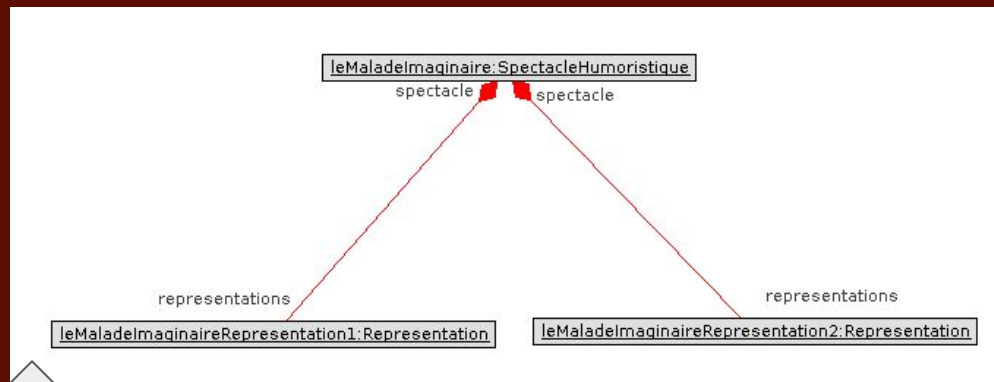 leMaladeImaginaire:SpectacleHumoristique
spectacle
spectacle
representations
representations
leMaladeImaginaireRepresentation1:Representation
leMaladeImaginaireRepresentation2:Representation